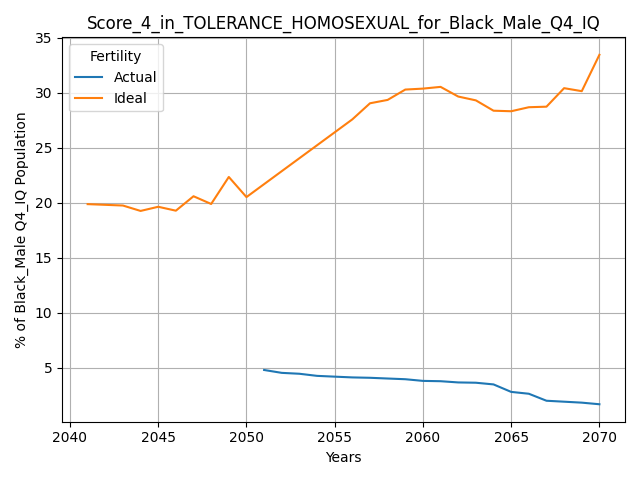 Score_4_in_TOLERANCE_HOMOSEXUAL_for_Black_Male_Q4_IQ
Fertility
Actual
Ideal
% of Black_Male Q4_IQ Population
35
30
25
20
15
10
5
2040 2045 2050 2055 2060 2065 2070
Years